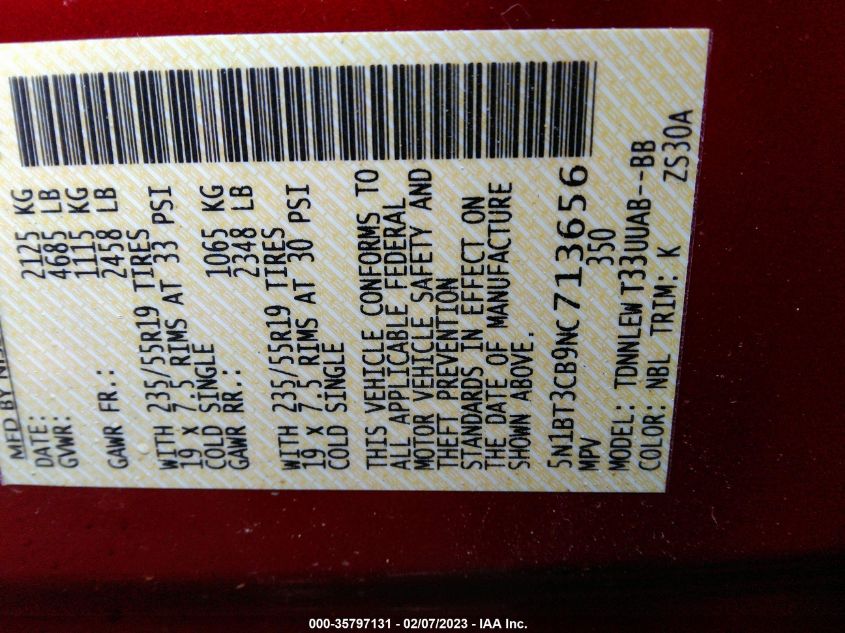 MFD BY
DATE:
GVWR: 2125 KG
4685 LB
GAWR FR.: 1115 KG
2458 LB
WITH 235/55R19 TIRES
19 x 7.5 RIMS AT 33 PSI
COLD SINGLE
GAWR RR.: 1065 KG
2348 LB
WITH 235/55R19 TIRES
19 x 7.5 RIMS AT 30 PSI
COLD SINGLE
THIS VEHICLE CONFORMS TO
ALL APPLICABLE FEDERAL
MOTOR VEHICLE SAFETY AND
THEFT PREVENTION
STANDARDS IN EFFECT ON
THE DATE OF MANUFACTURE
SHOWN ABOVE.
5N1BT3CB9NC713656
MPV 350
MODEL: TDNNLEW T33UUAB--BB
COLOR: NBL TRIM: K ZS30A
000-35797131 - 02/07/2023 - IAA Inc.